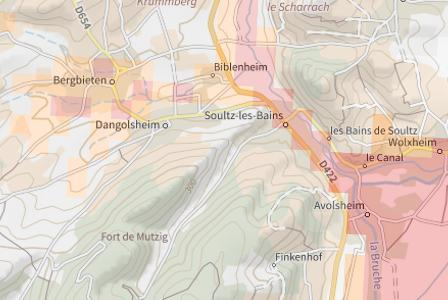 Krummberg
le Scharrach
D654
Biblenheim
Bergbieten
Soultz-les-Bains
Dangolsheim
les Bains de Soultz
Wolxheim
le Canal
D422
300
Avolsheim
Fort de Mutzig
la Bruche
Finkenhof